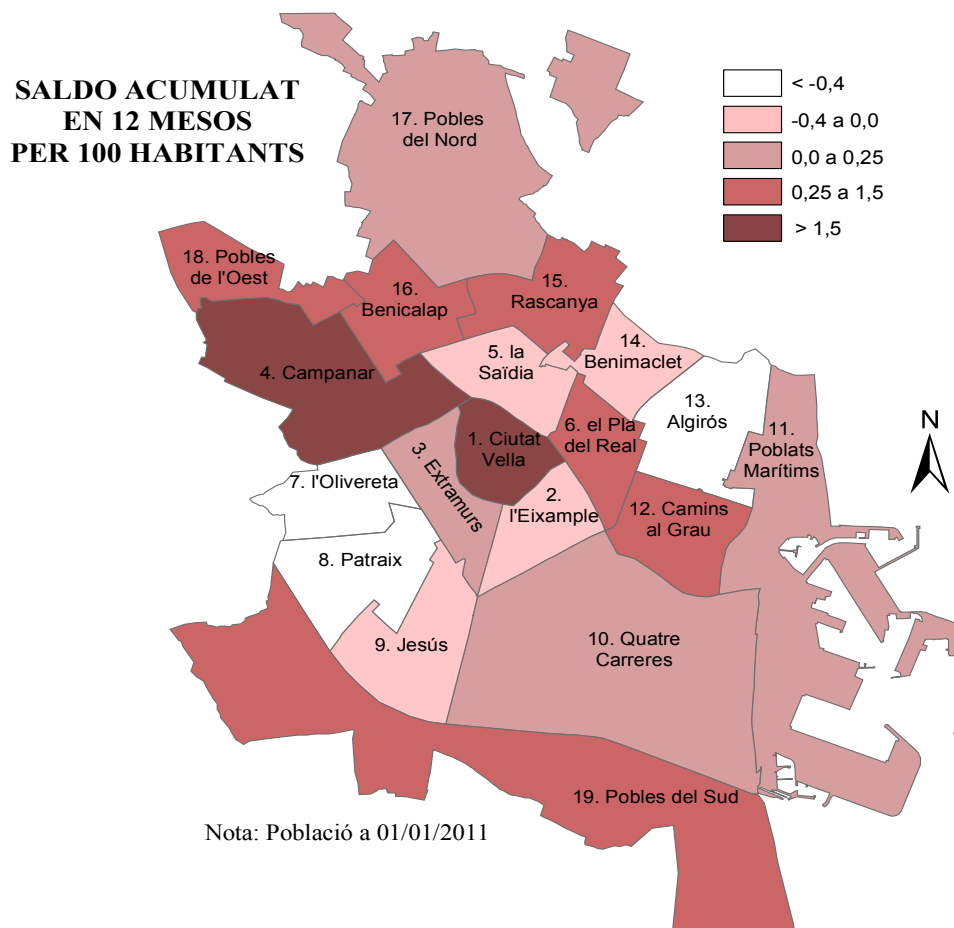 SALDO ACUMULAT
EN 12 MESOS
PER 100 HABITANTS
< -0,4
-0,4 a 0,0
0,0 a 0,25
0,25 a 1,5
> 1,5
17. Pobles
del Nord
18. Pobles
de l'Oest
16.
Benicalap
15.
Rascanya
14.
Benimaclet
5. la
Saïdia
4. Campanar
13.
Algirós
11.
Poblats
Marítims
N
6. el Pla
del Real
1. Ciutat
Vella
3. Extramurs
7. l'Olivereta
2.
l'Eixample
12. Camins
al Grau
8. Patraix
9. Jesús
10. Quatre
Carreres
19. Pobles del Sud
Nota: Població a 01/01/2011